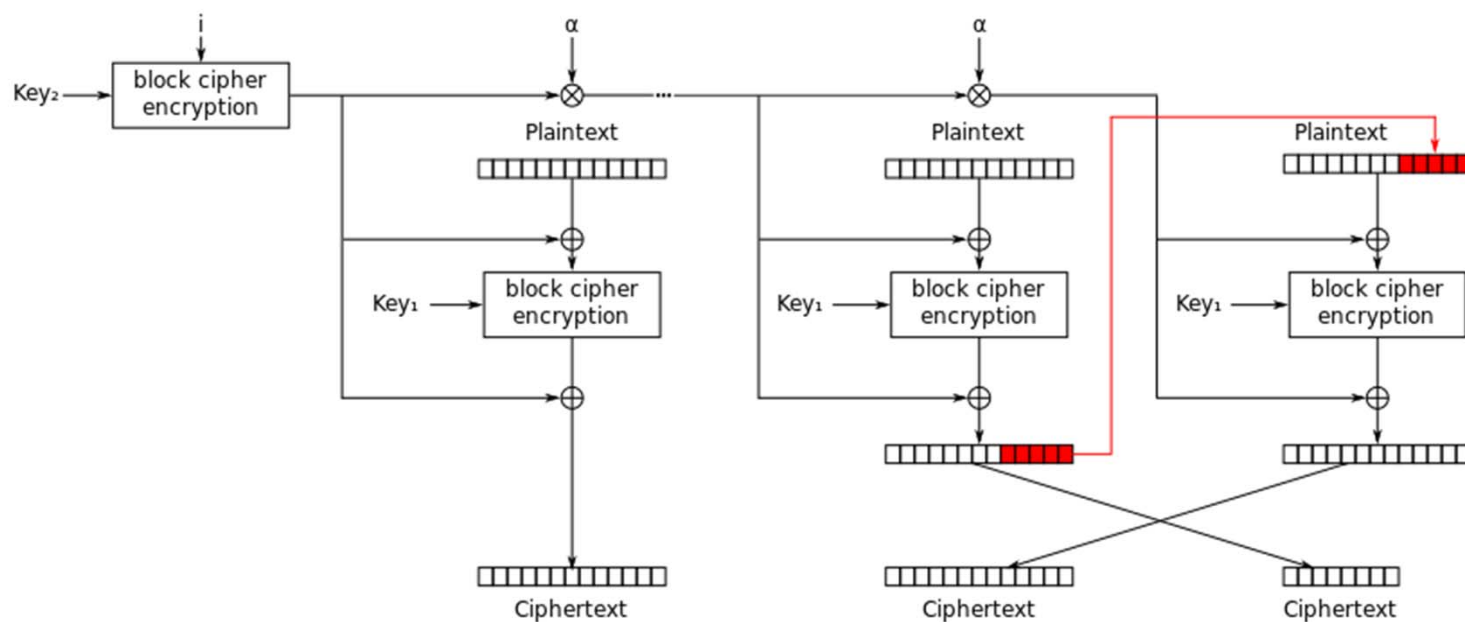 i
α
α
Key₂
block cipher
encryption
...
Plaintext
Plaintext
Plaintext
Key₁
block cipher
encryption
Key₁
block cipher
encryption
Key₁
block cipher
encryption
Ciphertext
Ciphertext
Ciphertext